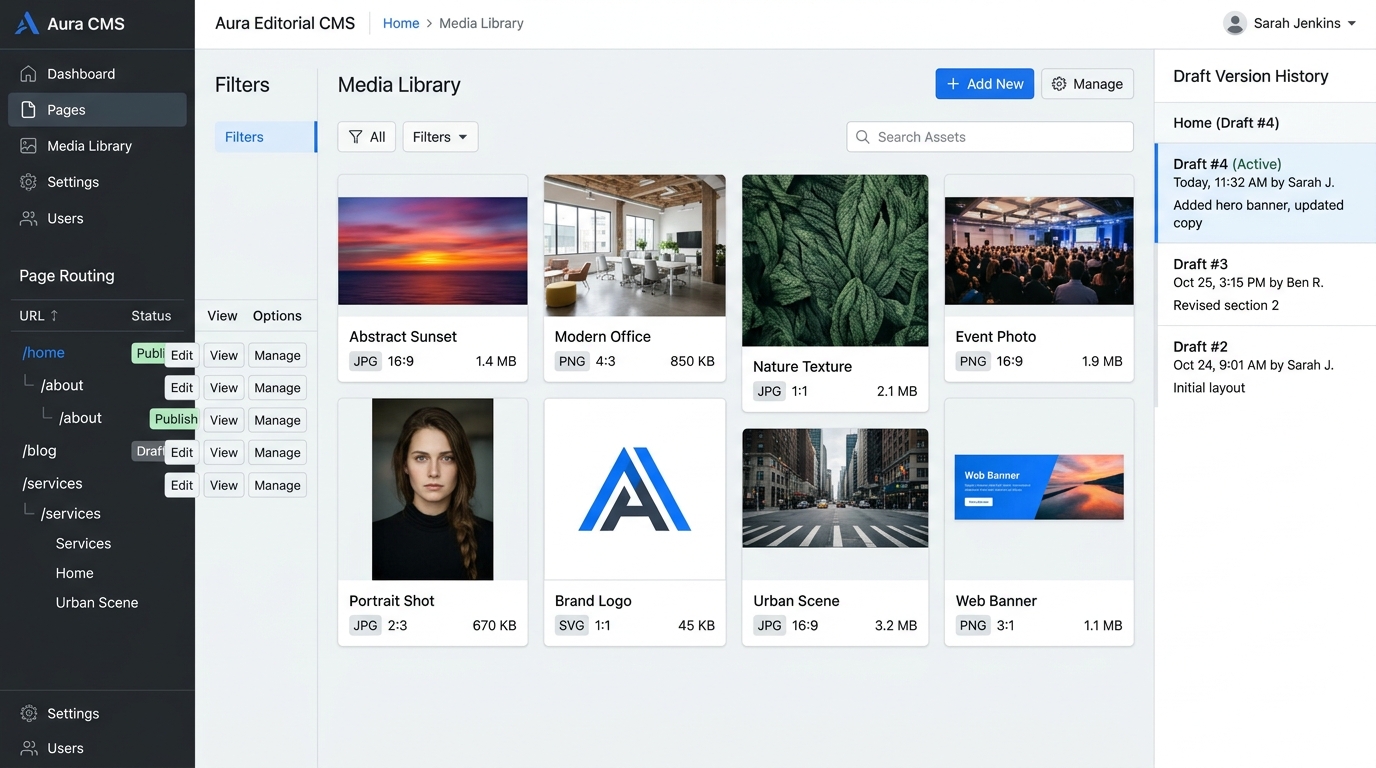 Aura CMS
Dashboard
Pages
Media Library
Settings
Users
Page Routing
URL ↑ Status View Options
/home Publi Edit View Manage
/about Edit View Manage
/about Publish View Manage
/blog Draf Edit View Manage
/services Edit View Manage
/services
Services
Home
Urban Scene
Settings
Users
Aura Editorial CMS Home > Media Library
Sarah Jenkins
Filters
Filters
Media Library
+ Add New Manage
All Filters Search Assets
Abstract Sunset
JPG 16:9 1.4 MB
Modern Office
PNG 4:3 850 KB
Nature Texture
JPG 1:1 2.1 MB
Event Photo
PNG 16:9 1.9 MB
Portrait Shot
JPG 2:3 670 KB
Brand Logo
SVG 1:1 45 KB
Urban Scene
JPG 16:9 3.2 MB
Web Banner
Web Banner
PNG 3:1 1.1 MB
Draft Version History
Home (Draft #4)
Draft #4 (Active)
Today, 11:32 AM by Sarah J.
Added hero banner, updated
copy
Draft #3
Oct 25, 3:15 PM by Ben R.
Revised section 2
Draft #2
Oct 24, 9:01 AM by Sarah J.
Initial layout